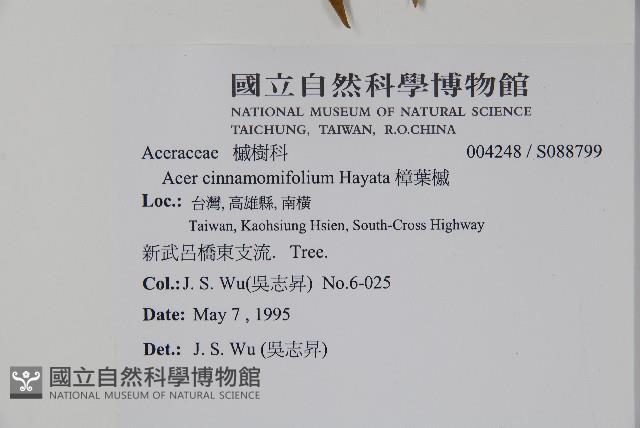 國立自然科學博物館
NATIONAL MUSEUM OF NATURAL SCIENCE
TAICHUNG, TAIWAN, R.O.CHINA
Aceraceae 槭樹科 004248 / S088799
Acer cinnamomifolium Hayata 樟葉槭
Loc.: 台灣, 高雄縣, 南橫
Taiwan, Kaohsiung Hsien, South-Cross Highway
新武呂橋東支流. Tree.
Col.: J. S. Wu(吳志昇) No.6-025
Date: May 7 , 1995
Det.: J. S. Wu (吳志昇)
國立自然科學博物館
NATIONAL MUSEUM OF NATURAL SCIENCE